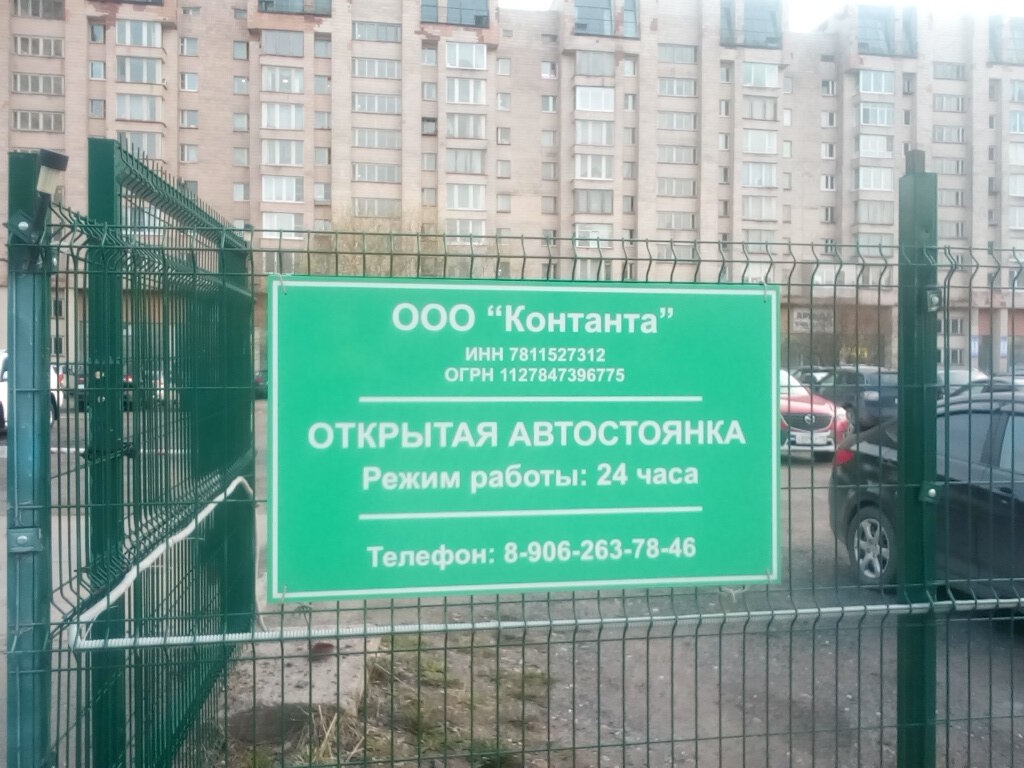 ООО “Контанта”
ИНН 7811527312
ОГРН 1127847396775
ОТКРЫТАЯ АВТОСТОЯНКА
Режим работы: 24 часа
Телефон: 8-906-263-78-46